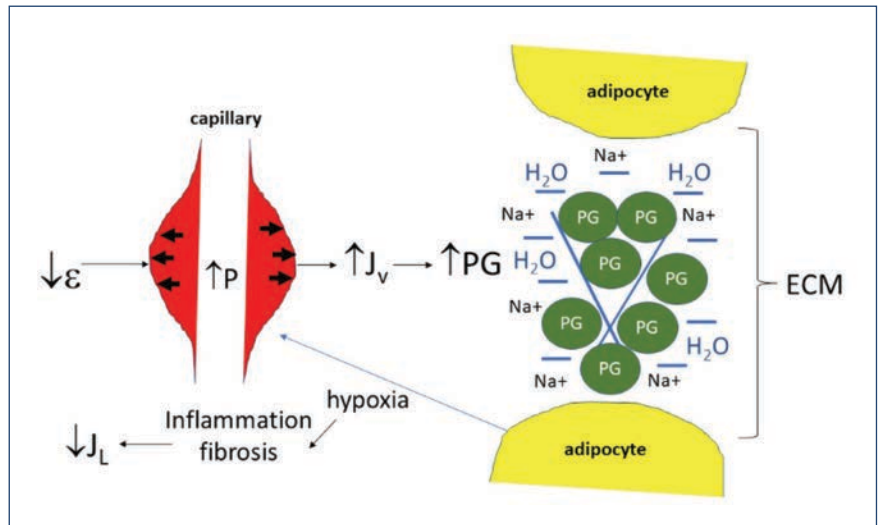 adipocyte
capillary
Na+
H₂O
H₂O
Na+
PG
PG
Na+
↓ε
↑P
↑Jᵥ
↑PG
H₂O
PG
PG
ECM
Na+
PG
PG
H₂O
Na+
PG
Na+
hypoxia
Inflammation
fibrosis
↓J_L
adipocyte